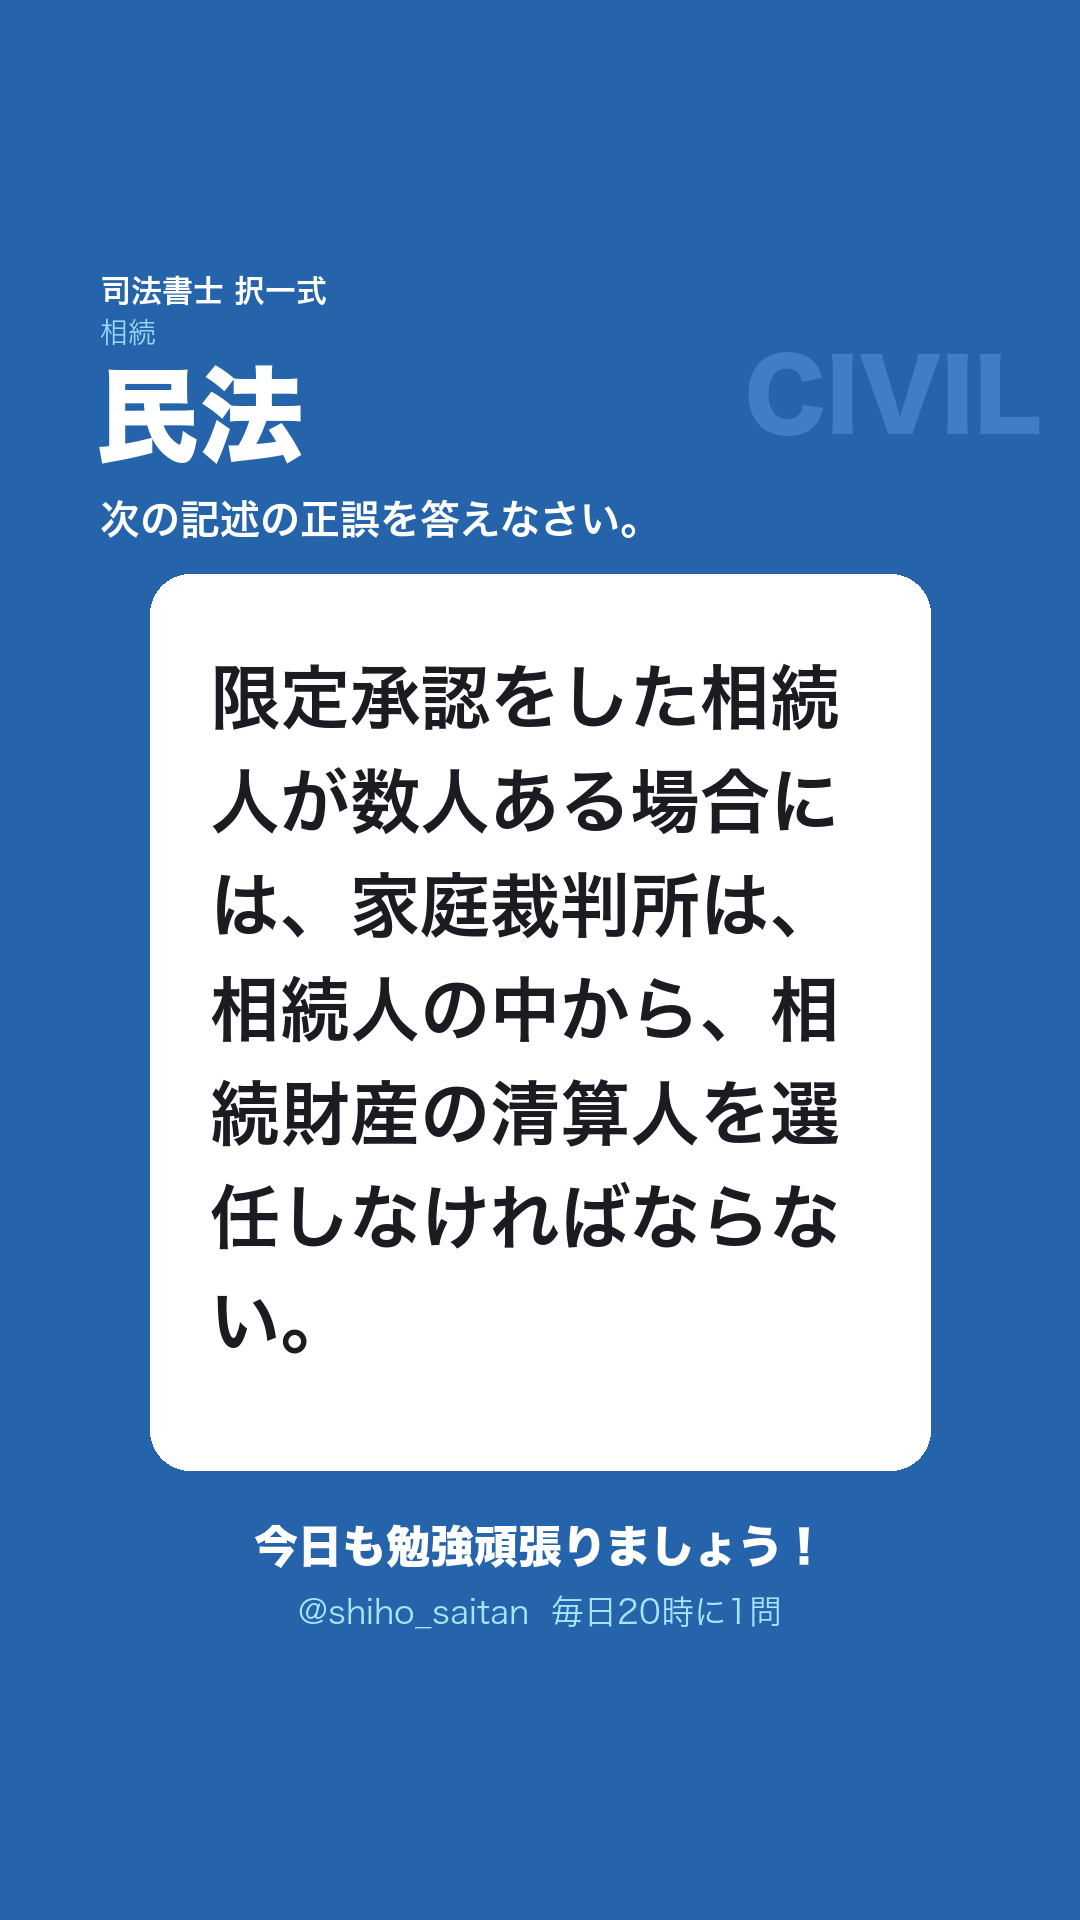 司法書士 択一式
相続
民法
CIVIL
次の記述の正誤を答えなさい。
限定承認をした相続
人が数人ある場合に
は、家庭裁判所は、
相続人の中から、相
続財産の清算人を選
任しなければならな
い。
今日も勉強頑張りましょう！
@shiho_saitan 毎日20時に1問